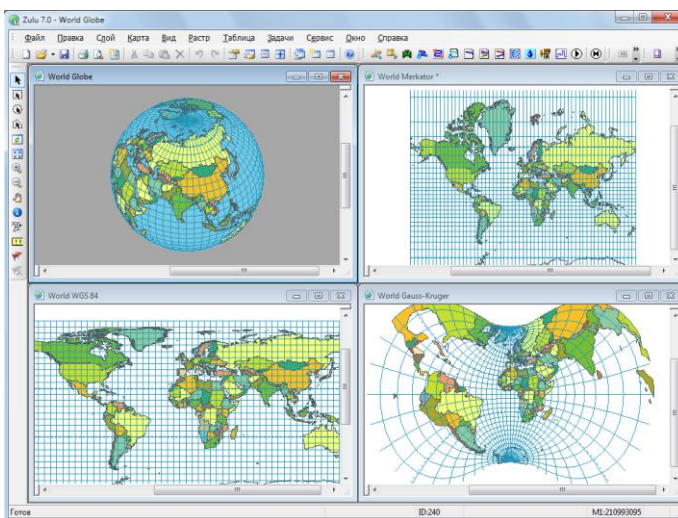 Zulu 7.0 - World Globe
Файл Правка Слой Карта Вид Растр Таблица Задачи Сервис Окно Справка
World Globe
World Merkator *
World WGS 84
World Gauss-Kruger
Готов ID:240 M1:210993095